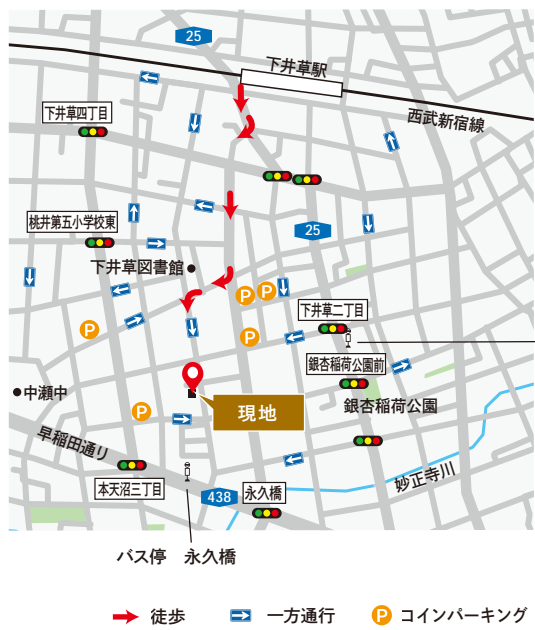 25
下井草駅
西武新宿線
下井草四丁目
桃井第五小学校東
25
下井草図書館
P
P
下井草二丁目
P
P
銀杏稲荷公園前
中瀬中
現地
銀杏稲荷公園
P
早稲田通り
妙正寺川
本天沼三丁目
438
永久橋
バス停 永久橋
徒歩
一方通行
P コインパーキング